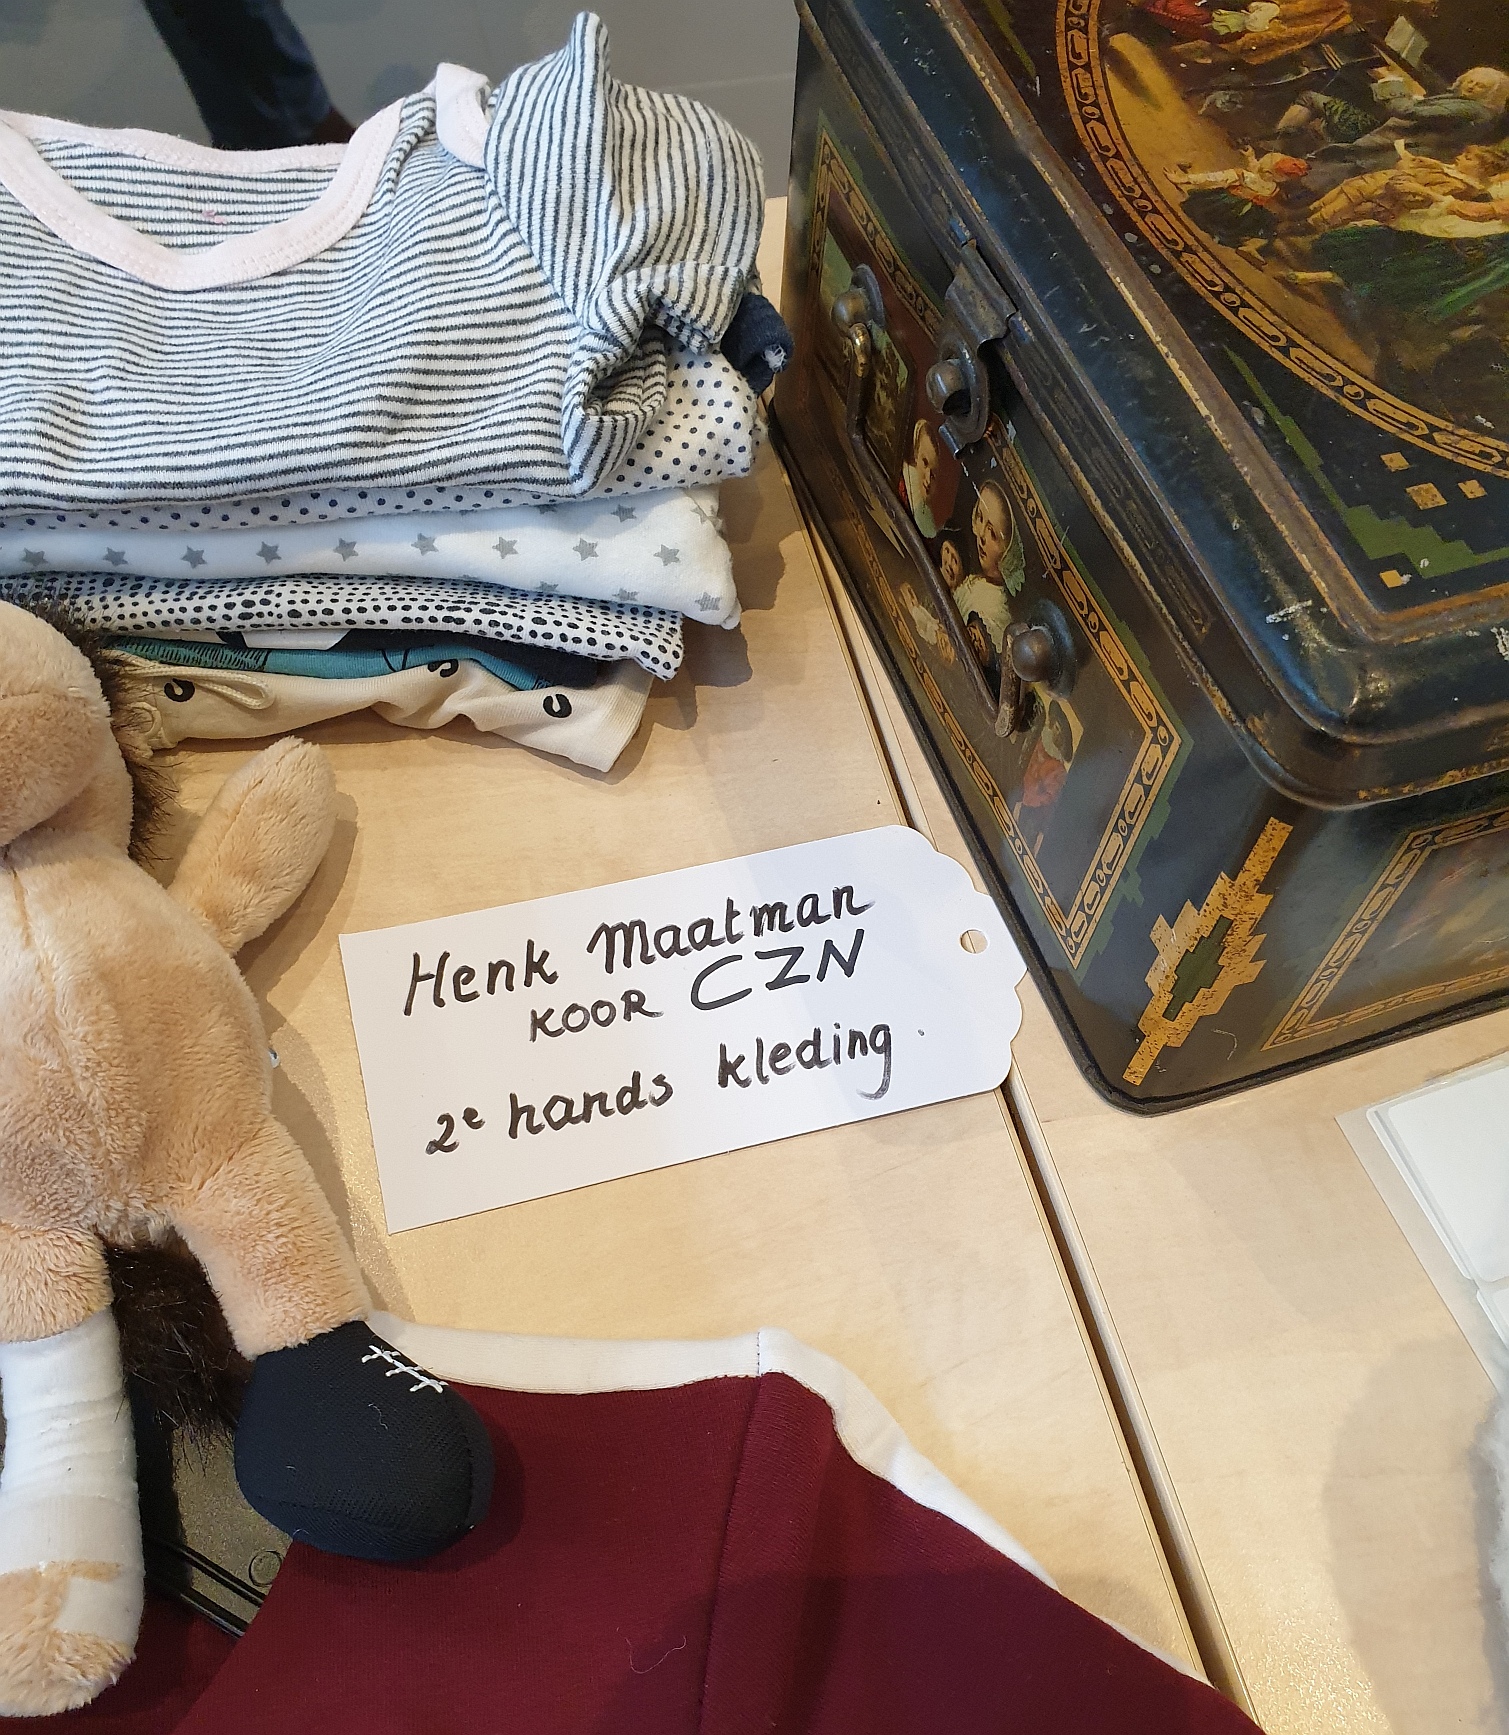 Henk Maatman
KOOR CZN
2e hands kleding.